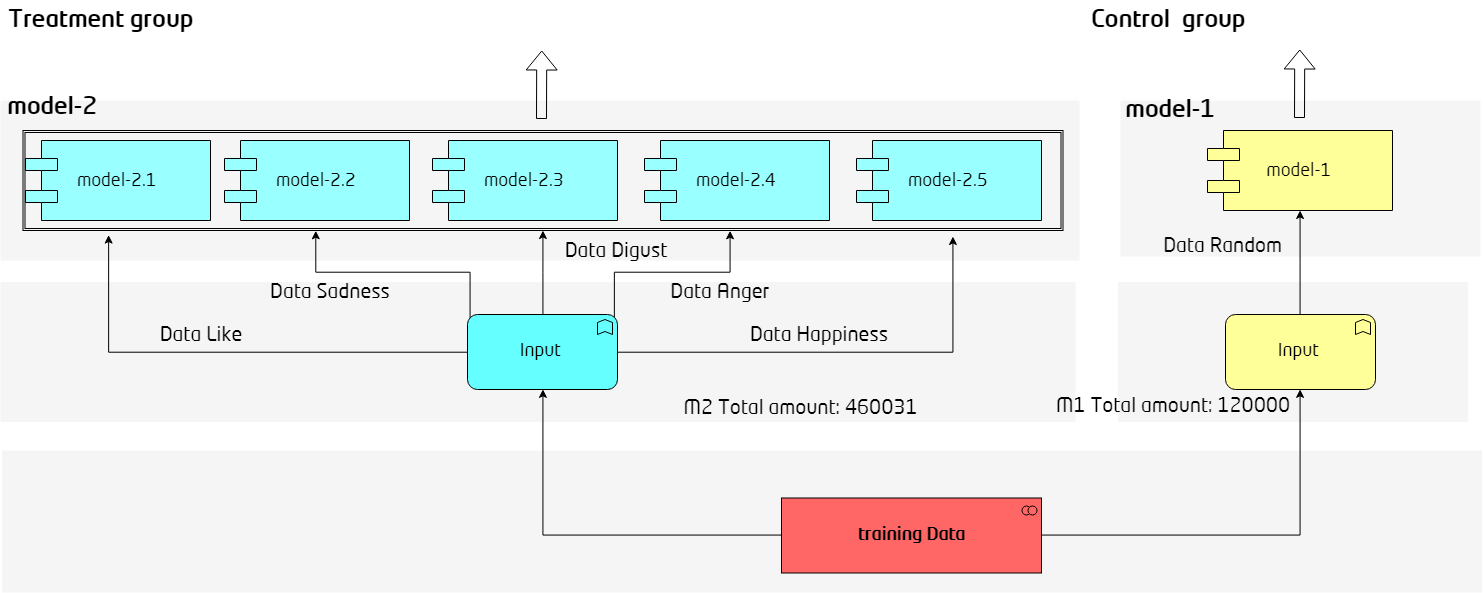 Treatment group
Control group
model-2
model-1
model-2.1
model-2.2
model-2.3
model-2.4
model-2.5
model-1
Data Digust
Data Random
Data Sadness
Data Anger
Data Like
Data Happiness
Input
Input
M2 Total amount: 460031
M1 Total amount: 120000
training Data